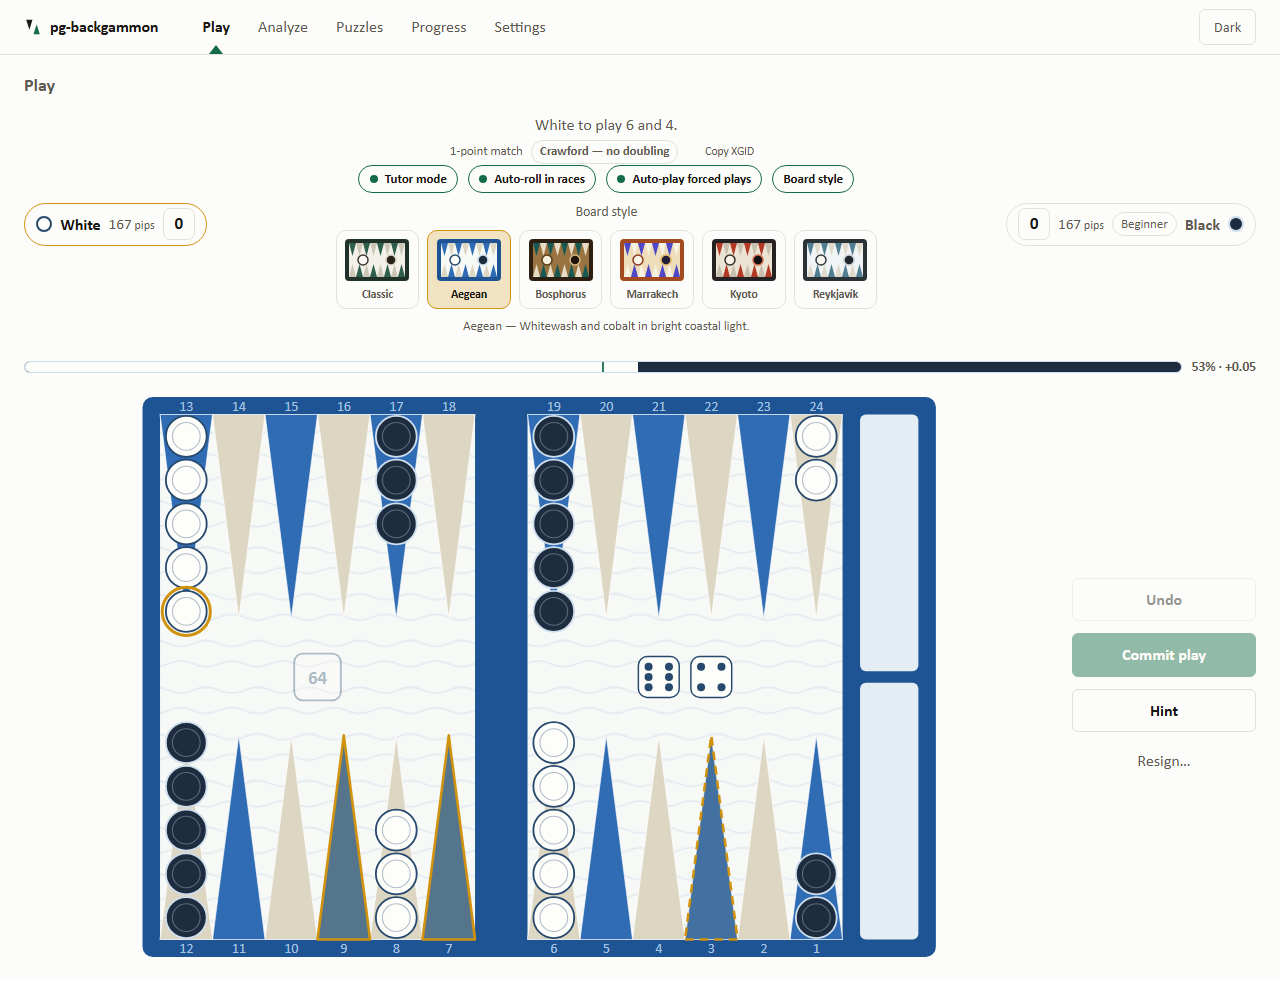 pg-backgammon Play Analyze Puzzles Progress Settings Dark
Play
White to play 6 and 4.
1-point match Crawford — no doubling Copy XGID
Tutor mode Auto-roll in races Auto-play forced plays Board style
White 167 pips 0
Board style
0 167 pips Beginner Black
Classic Aegean Bosphorus Marrakech Kyoto Reykjavík
Aegean — Whitewash and cobalt in bright coastal light.
53% · +0.05
13 14 15 16 17 18 19 20 21 22 23 24
64
12 11 10 9 8 7 6 5 4 3 2 1
Undo
Commit play
Hint
Resign...